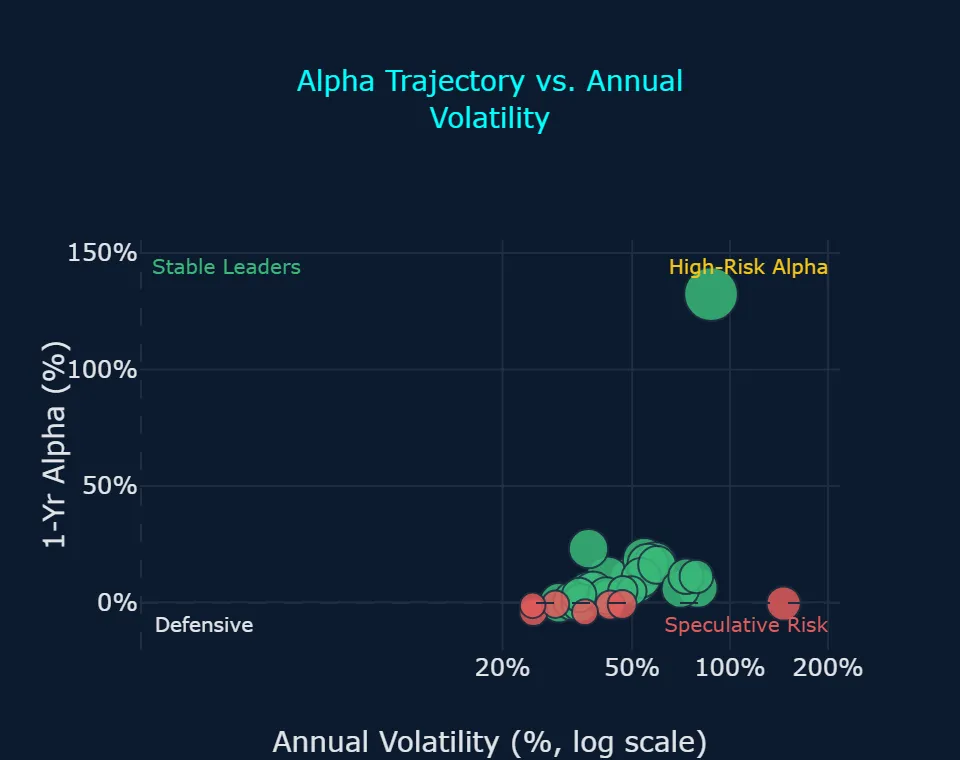 Alpha Trajectory vs. Annual
Volatility
150%
Stable Leaders
High-Risk Alpha
100%
1-Yr Alpha (%)
50%
0%
Defensive
Speculative Risk
20%
50%
100%
200%
Annual Volatility (%, log scale)